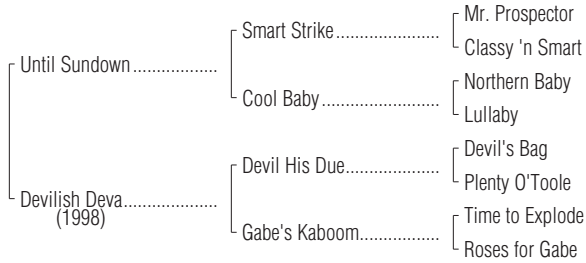 Mr. Prospector
Smart Strike
Classy 'n Smart
Until Sundown
Northern Baby
Cool Baby
Lullaby
Devil's Bag
Devil His Due
Plenty O'Toole
Devilish Deva
(1998)
Time to Explode
Gabe's Kaboom
Roses for Gabe